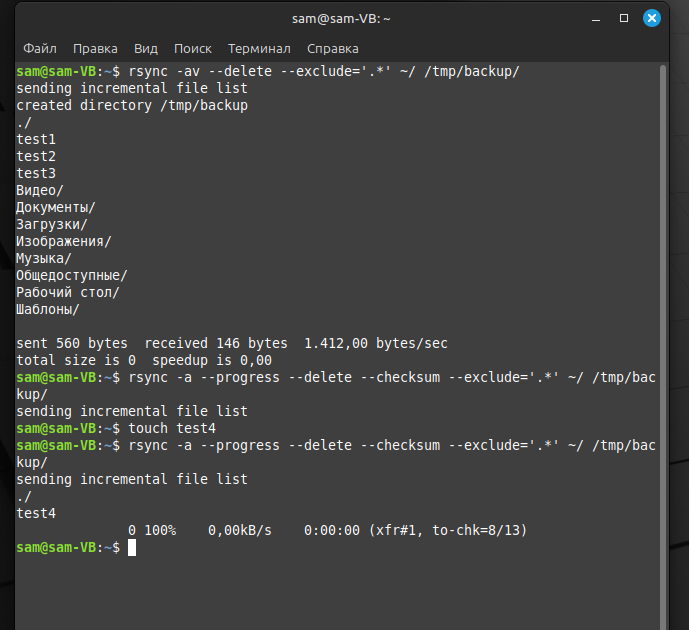 sam@sam-VB: ~
Файл Правка Вид Поиск Терминал Справка
sam@sam-VB:~$ rsync -av --delete --exclude='.*' ~/ /tmp/backup/
sending incremental file list
created directory /tmp/backup
./
test1
test2
test3
Видео/
Документы/
Загрузки/
Изображения/
Музыка/
Общедоступные/
Рабочий стол/
Шаблоны/
sent 560 bytes  received 146 bytes  1.412,00 bytes/sec
total size is 0  speedup is 0,00
sam@sam-VB:~$ rsync -a --progress --delete --checksum --exclude='.*' ~/ /tmp/bac
kup/
sending incremental file list
sam@sam-VB:~$ touch test4
sam@sam-VB:~$ rsync -a --progress --delete --checksum --exclude='.*' ~/ /tmp/bac
kup/
sending incremental file list
./
test4
              0 100%    0,00kB/s    0:00:00 (xfr#1, to-chk=8/13)
sam@sam-VB:~$